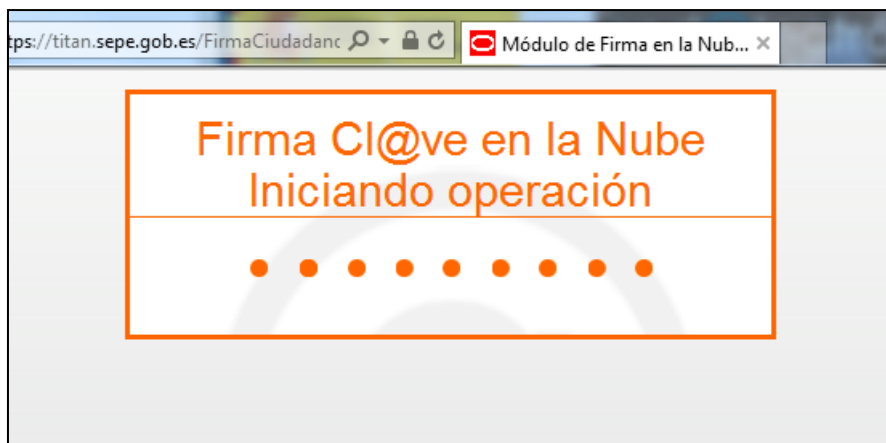 tps://titan.sepe.gob.es/FirmaCiudadanc
Módulo de Firma en la Nub...
Firma Cl@ve en la Nube
Iniciando operación